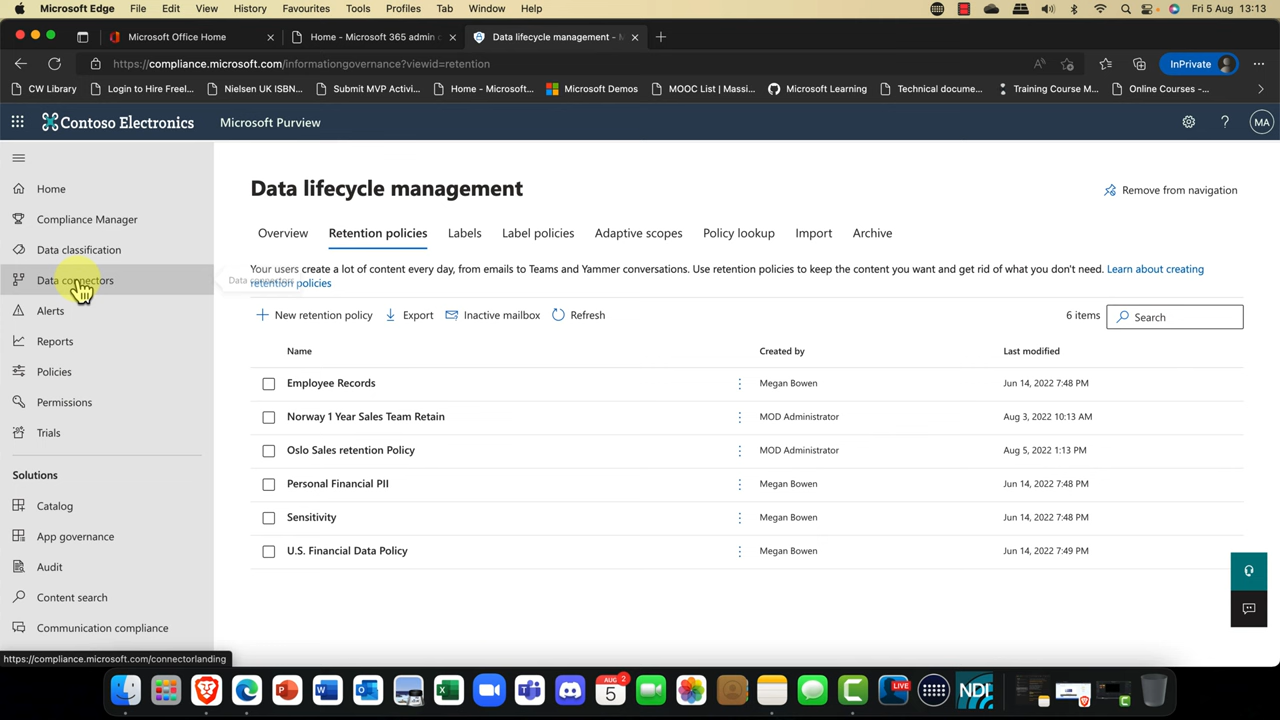 Microsoft Edge File Edit View History Favourites Tools Profiles Tab Window Help Fri 5 Aug 13:13
Microsoft Office Home
Home - Microsoft 365 admin c
Data lifecycle management - M
https://compliance.microsoft.com/informationgovernance?viewid=retention
InPrivate
CW Library
Login to Hire Freel...
Nielsen UK ISBN...
Submit MVP Activi...
Home - Microsoft...
Microsoft Demos
MOOC List | Massi...
Microsoft Learning
Technical docume...
Training Course M...
Online Courses -...
Contoso Electronics
Microsoft Purview
MA
Home
Compliance Manager
Data classification
Data connectors
Alerts
Reports
Policies
Permissions
Trials
Solutions
Catalog
App governance
Audit
Content search
Communication compliance
https://compliance.microsoft.com/connectorlanding
Data lifecycle management
Remove from navigation
Overview Retention policies Labels Label policies Adaptive scopes Policy lookup Import Archive
Your users create a lot of content every day, from emails to Teams and Yammer conversations. Use retention policies to keep the content you want and get rid of what you don't need. Learn about creating
retention policies
New retention policy Export Inactive mailbox Refresh 6 items Search
Name Created by Last modified
Employee Records Megan Bowen Jun 14, 2022 7:48 PM
Norway 1 Year Sales Team Retain MOD Administrator Aug 3, 2022 10:13 AM
Oslo Sales retention Policy MOD Administrator Aug 5, 2022 1:13 PM
Personal Financial PII Megan Bowen Jun 14, 2022 7:48 PM
Sensitivity Megan Bowen Jun 14, 2022 7:48 PM
U.S. Financial Data Policy Megan Bowen Jun 14, 2022 7:49 PM
AUG
5
2
LIVE
NDI